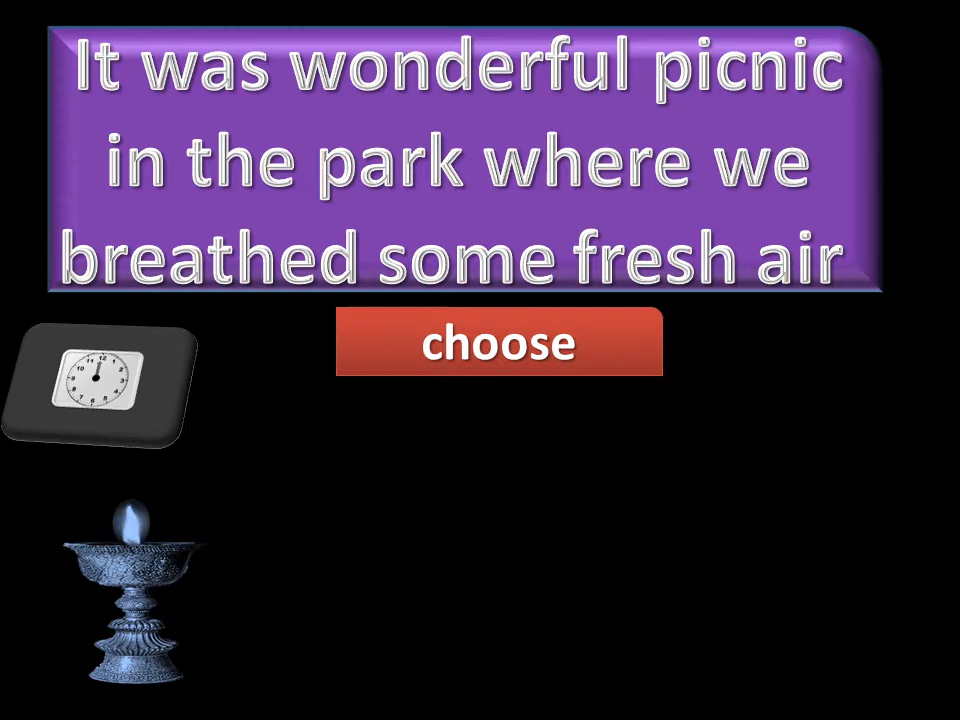 It was wonderful picnic
in the park where we
breathed some fresh air
choose